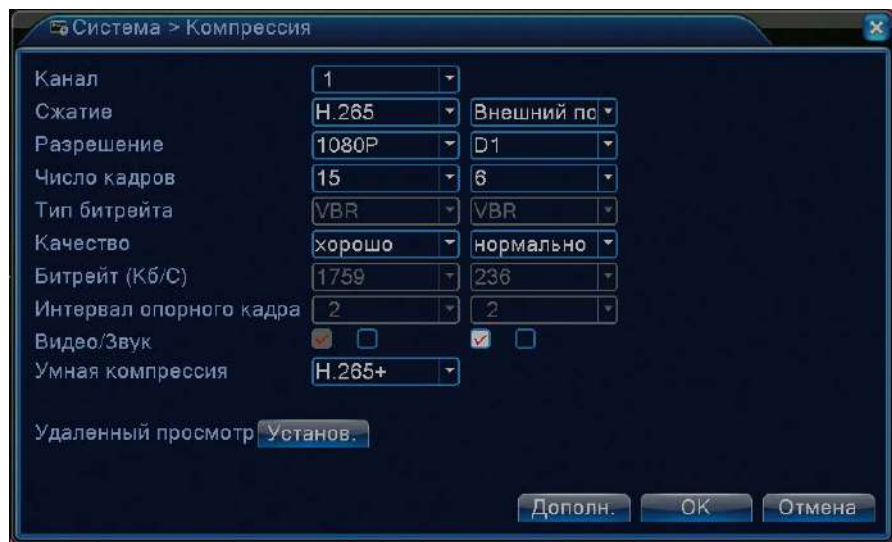 Система > Компрессия
Канал 1
Сжатие H.265 Внешний по
Разрешение 1080P D1
Число кадров 15 6
Тип битрейта VBR VBR
Качество хорошо нормально
Битрейт (Кб/С) 1759 236
Интервал опорного кадра 2 2
Видео/Звук
Умная компрессия H.265+
Удаленный просмотр Установ.
Дополн. OK Отмена